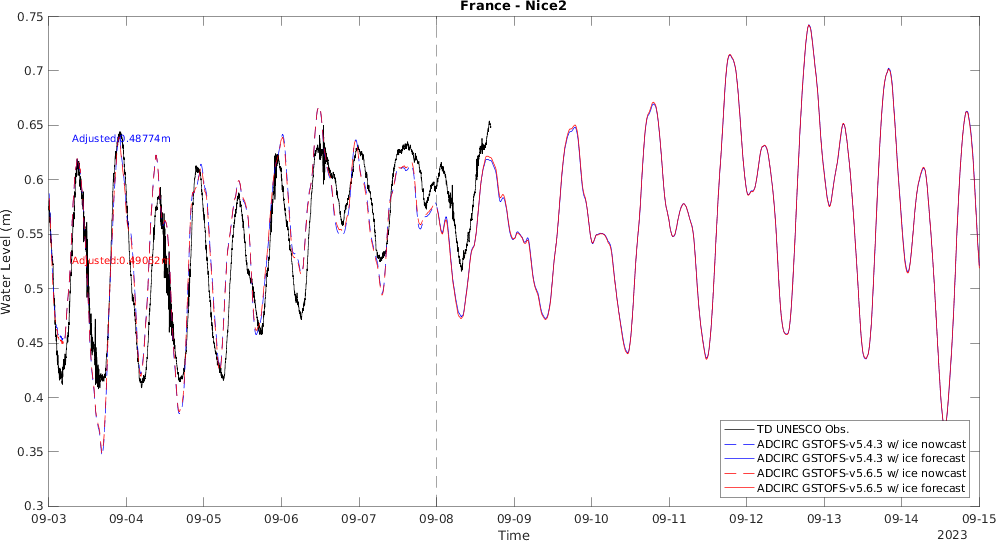 France - Nice2
0.75
0.7
0.65
0.6
0.55
0.5
0.45
0.4
0.35
0.3
Water Level (m)
Adjusted:0.48774m
09-03
09-04
09-05
09-06
09-07
09-08
09-09
09-10
09-11
09-12
09-13
09-14
09-15
Time
2023
TD UNESCO Obs.
ADCIRC GSTOFS-v5.4.3 w/ ice nowcast
ADCIRC GSTOFS-v5.4.3 w/ ice forecast
ADCIRC GSTOFS-v5.6.5 w/ ice nowcast
ADCIRC GSTOFS-v5.6.5 w/ ice forecast